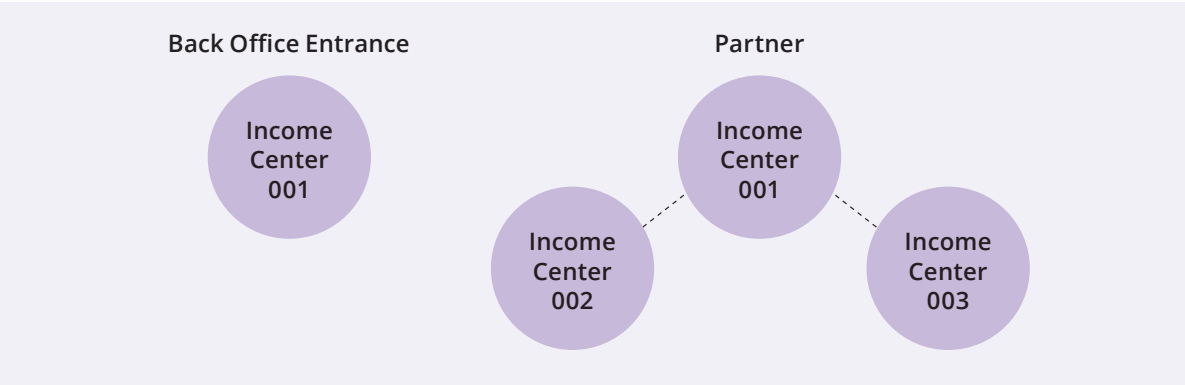 Back Office Entrance
Income
Center
001
Partner
Income
Center
001
Income
Center
002
Income
Center
003